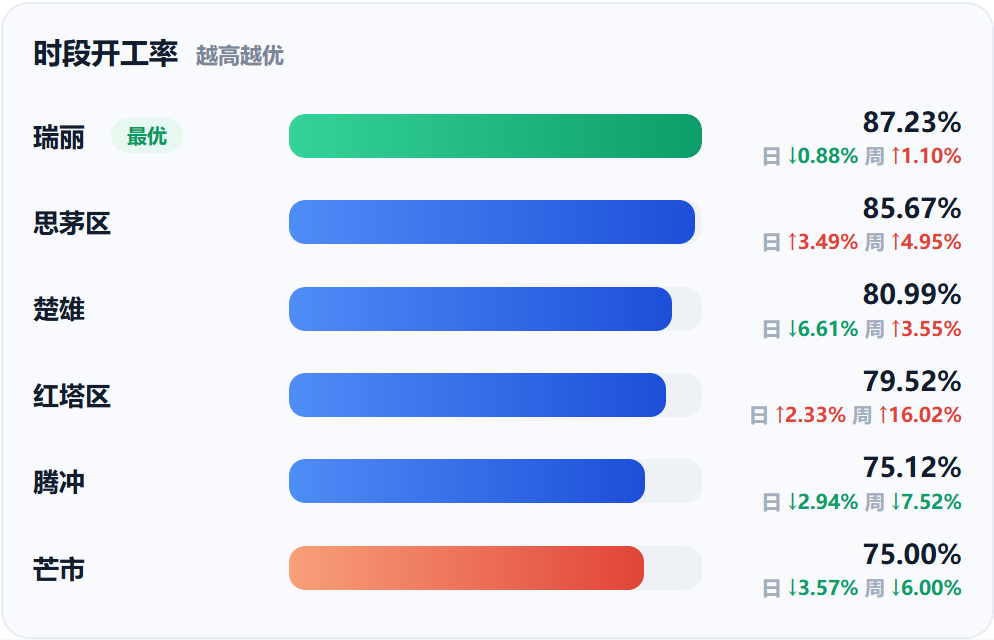 时段开工率 越高越优
瑞丽 最优 87.23%
日 ↓0.88% 周 ↑1.10%
思茅区 85.67%
日 ↑3.49% 周 ↑4.95%
楚雄 80.99%
日 ↓6.61% 周 ↑3.55%
红塔区 79.52%
日 ↑2.33% 周 ↑16.02%
腾冲 75.12%
日 ↓2.94% 周 ↓7.52%
芒市 75.00%
日 ↓3.57% 周 ↓6.00%